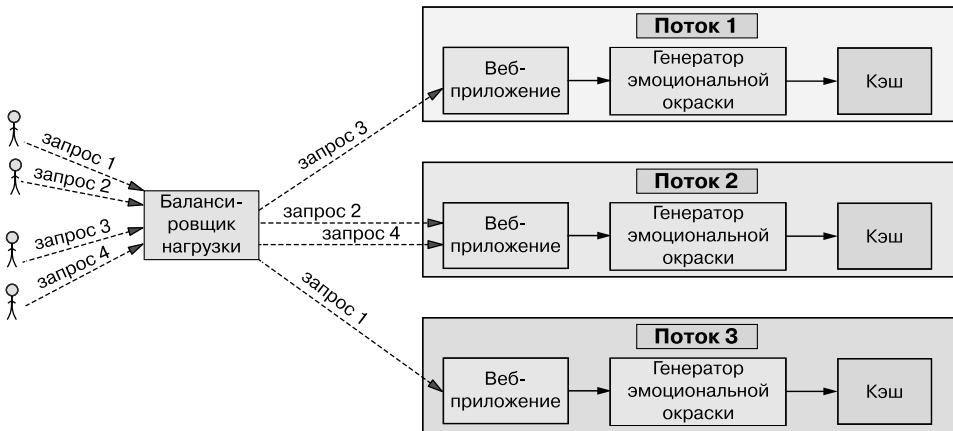 Поток 1
Веб-
приложение
Генератор
эмоциональной
окраски
Кэш
запрос 1
запрос 2
запрос 3
запрос 4
Баланси-
ровщик
нагрузки
запрос 3
запрос 2
запрос 4
запрос 1
Поток 2
Веб-
приложение
Генератор
эмоциональной
окраски
Кэш
Поток 3
Веб-
приложение
Генератор
эмоциональной
окраски
Кэш